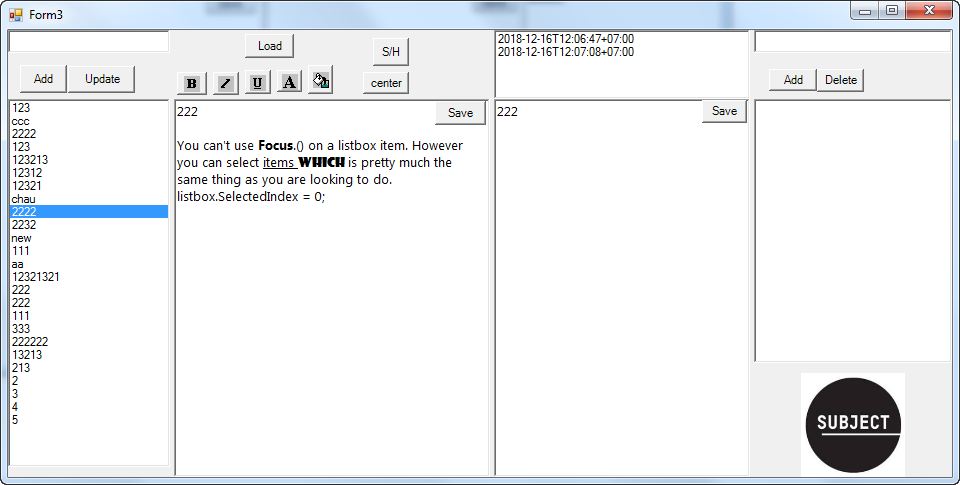 Form3
Load
S/H
Add
Update
B
I
U
A
center
2018-12-16T12:06:47+07:00
2018-12-16T12:07:08+07:00
Add
Delete
123
ccc
2222
123
123213
12312
12321
chau
2222
2232
new
111
aa
12321321
222
222
111
333
222222
13213
213
2
3
4
5
222
Save
You can't use Focus.() on a listbox item. However
you can select items WHICH is pretty much the
same thing as you are looking to do.
listbox.SelectedIndex = 0;
222
Save
SUBJECT